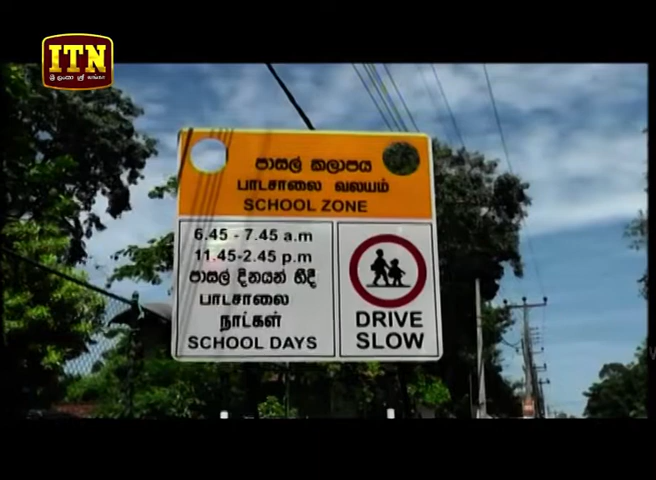 ITN
ශ්‍රී ලංකා ஸ்ரீ லங்கா
පාසල් කලාපය
பாடசாலை வலயம்
SCHOOL ZONE
6.45 - 7.45 a.m
11.45-2.45 p.m
පාසල් දිනයන් හීදී
பாடசாலை
நாட்கள்
SCHOOL DAYS
DRIVE
SLOW